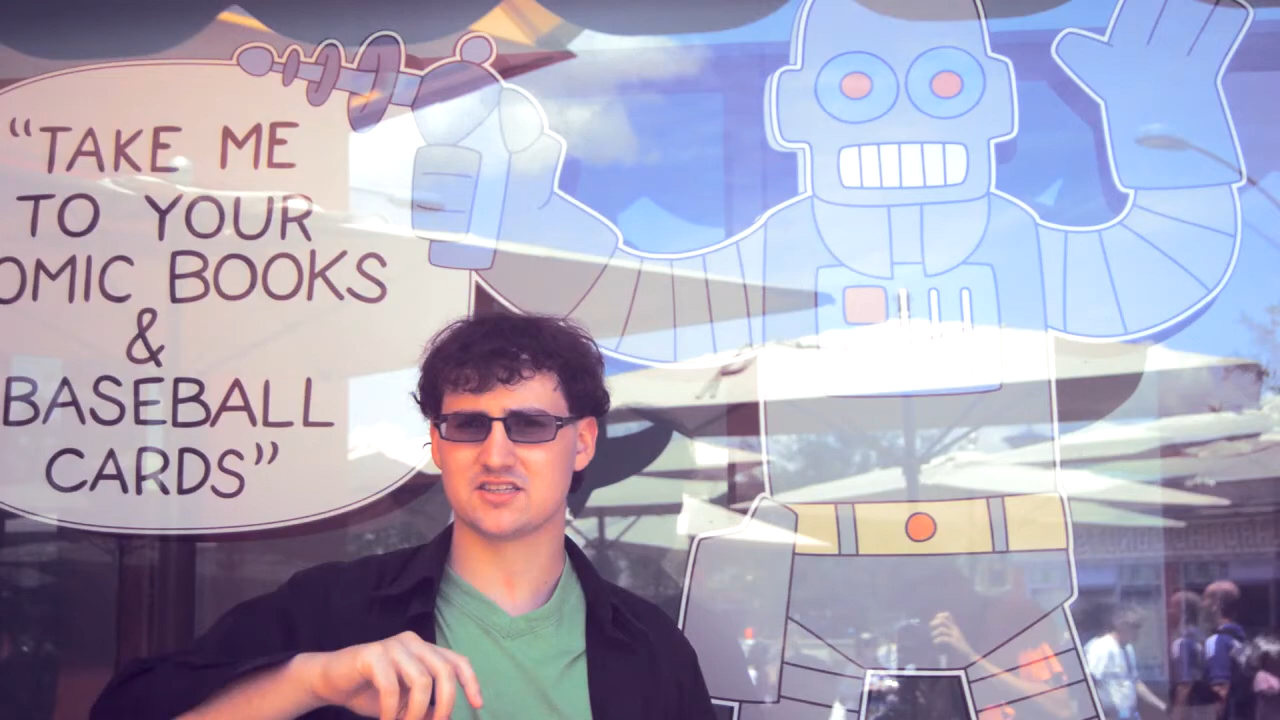 “TAKE ME
TO YOUR
OMIC BOOKS
&
BASEBALL
CARDS”